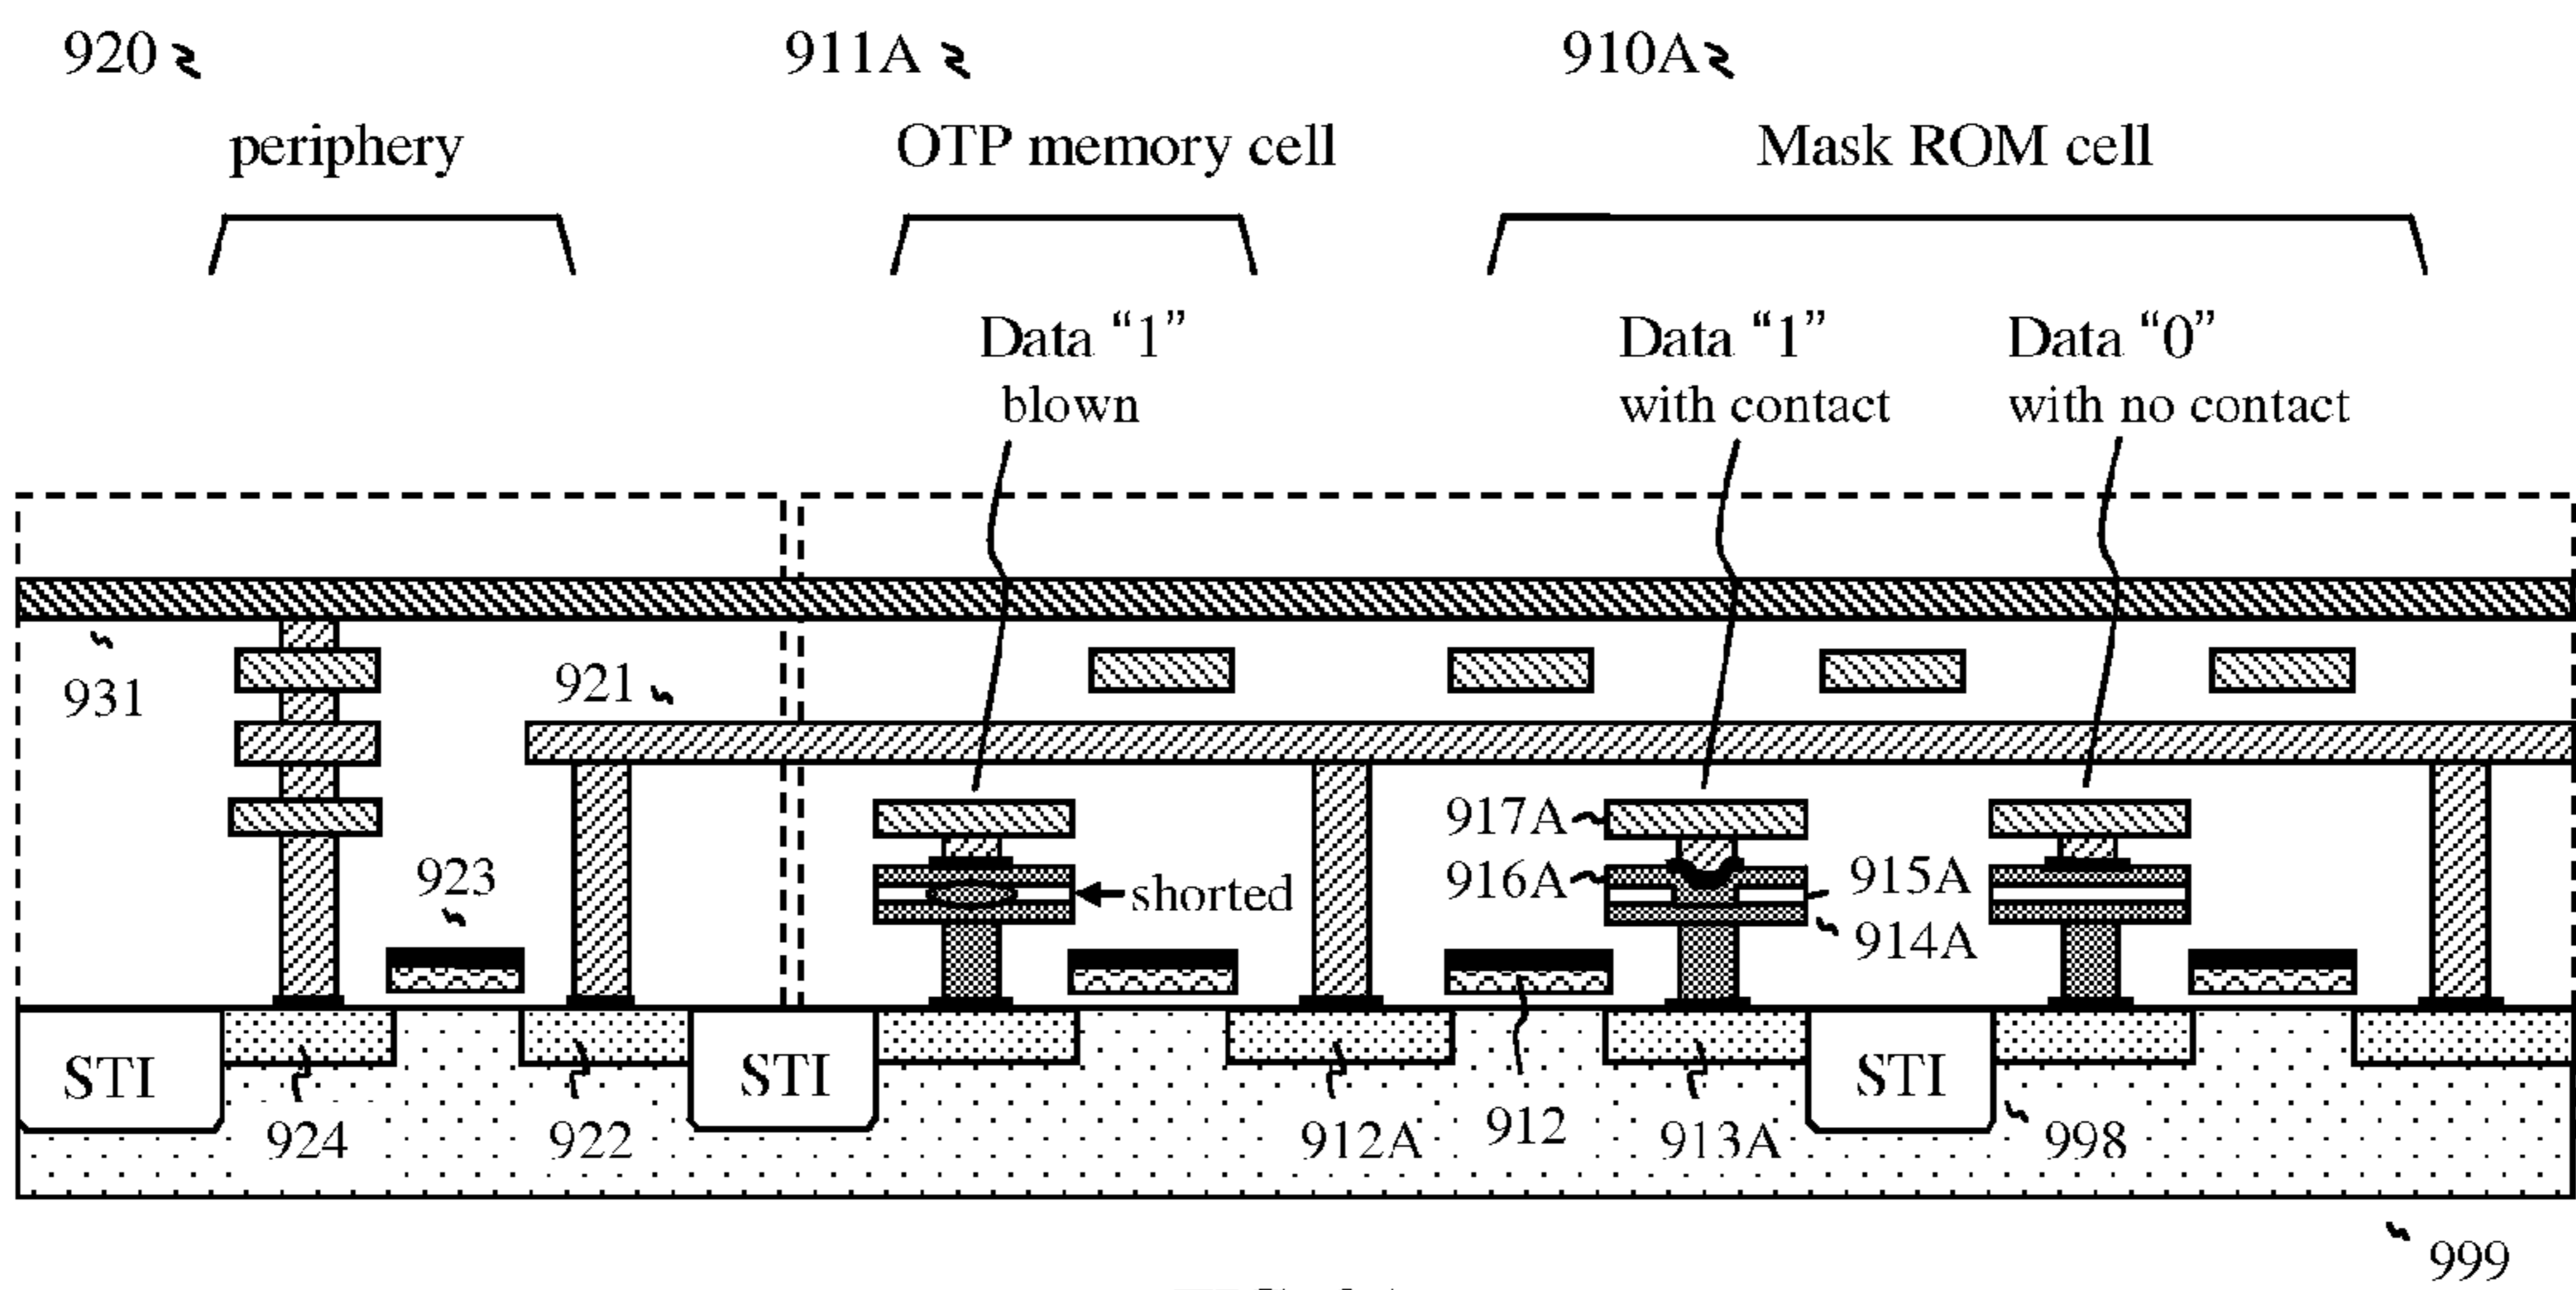 920 911A 910A
periphery OTP memory cell Mask ROM cell
Data “1” Data “1” Data “0”
blown with contact with no contact
931 921
917A
923 916A 915A
shorted
914A
STI STI STI
924 922 912A 912 913A 998
999